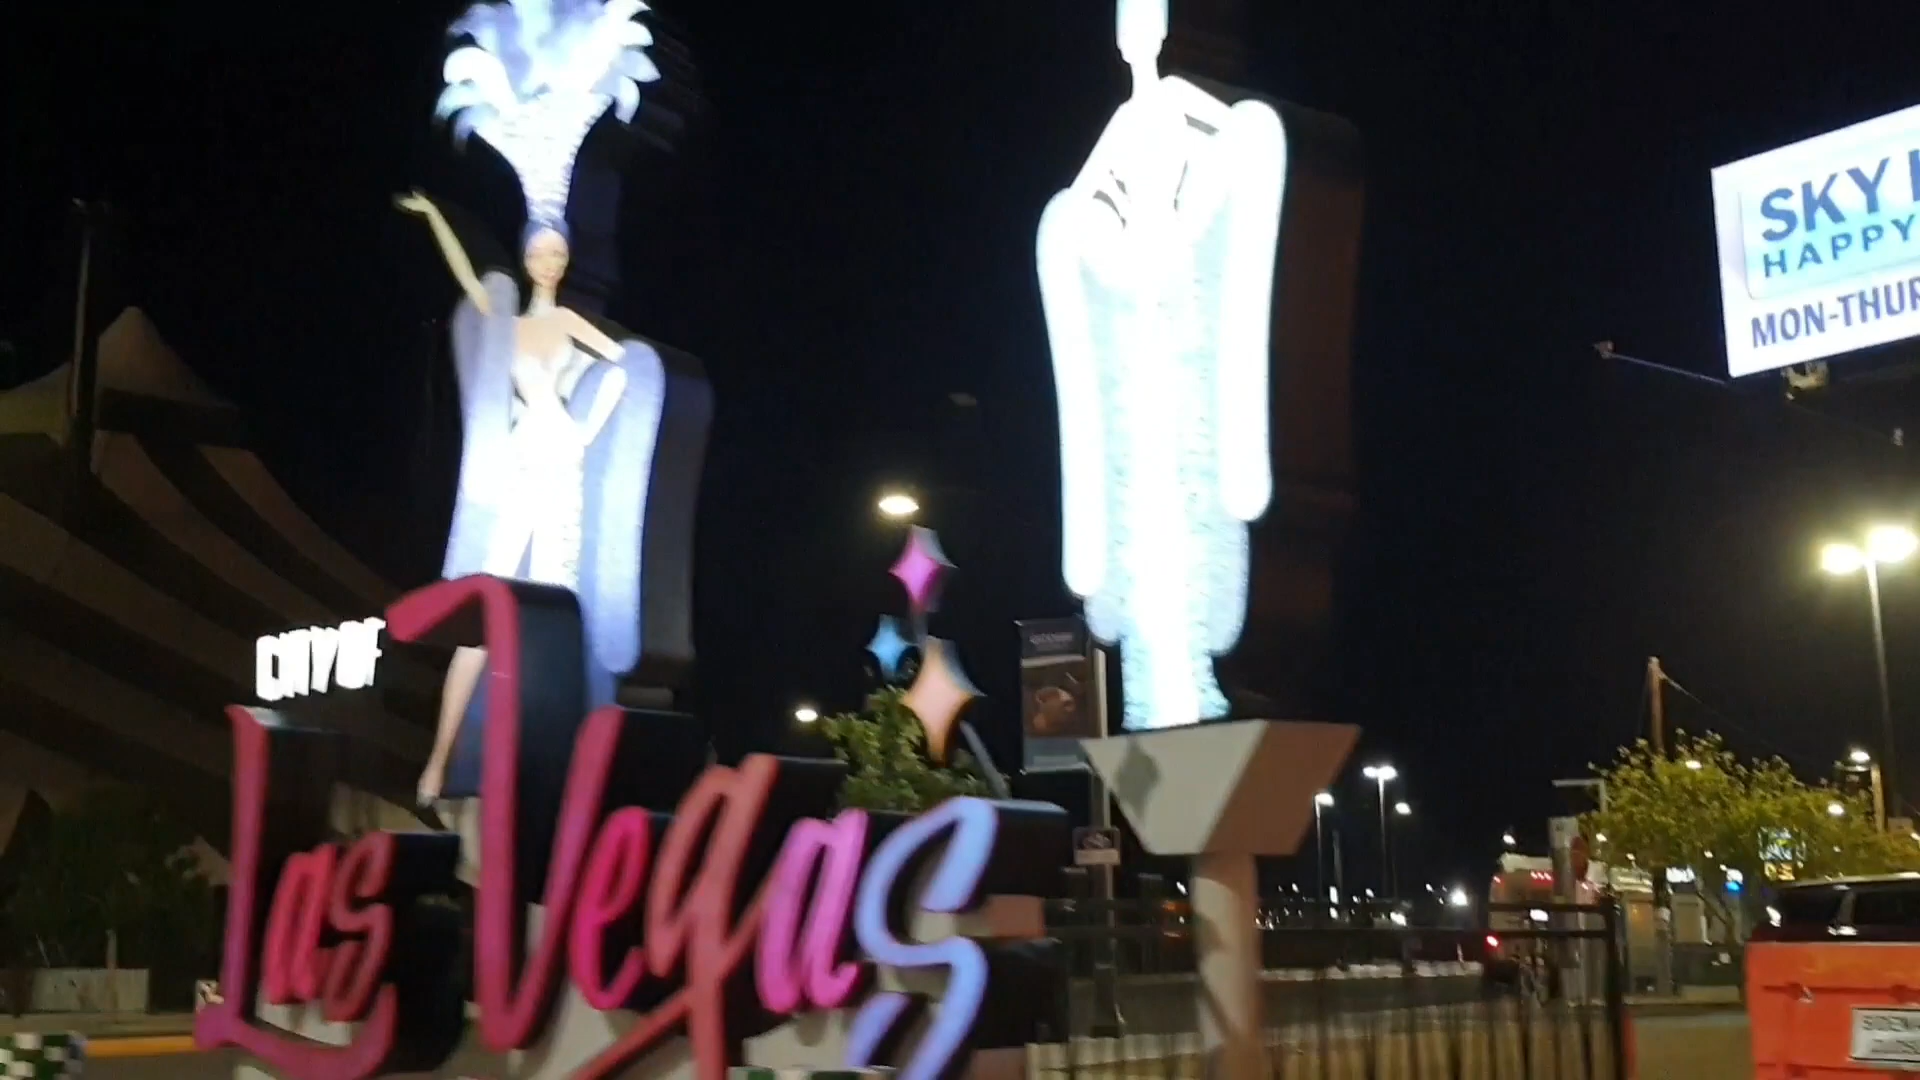 CITY OF
Las Vegas
SKY
HAPPY
MON-THUR